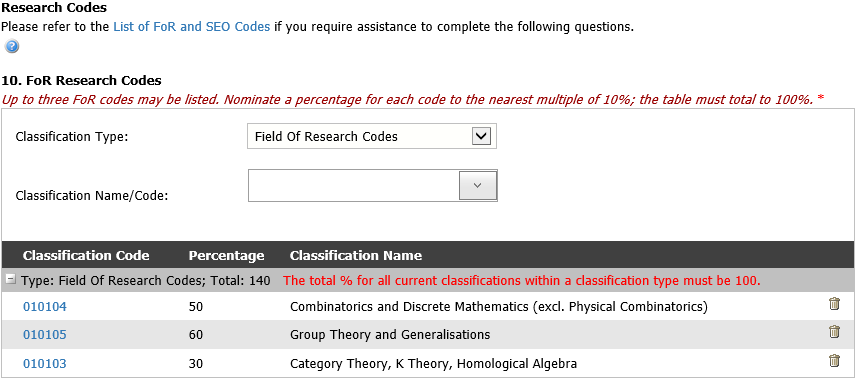 Research Codes
Please refer to the List of FoR and SEO Codes if you require assistance to complete the following questions.
?
10. FoR Research Codes
Up to three FoR codes may be listed. Nominate a percentage for each code to the nearest multiple of 10%; the table must total to 100%. *
Classification Type: Field Of Research Codes
Classification Name/Code:
Classification Code Percentage Classification Name
Type: Field Of Research Codes; Total: 140 The total % for all current classifications within a classification type must be 100.
010104 50 Combinatorics and Discrete Mathematics (excl. Physical Combinatorics)
010105 60 Group Theory and Generalisations
010103 30 Category Theory, K Theory, Homological Algebra